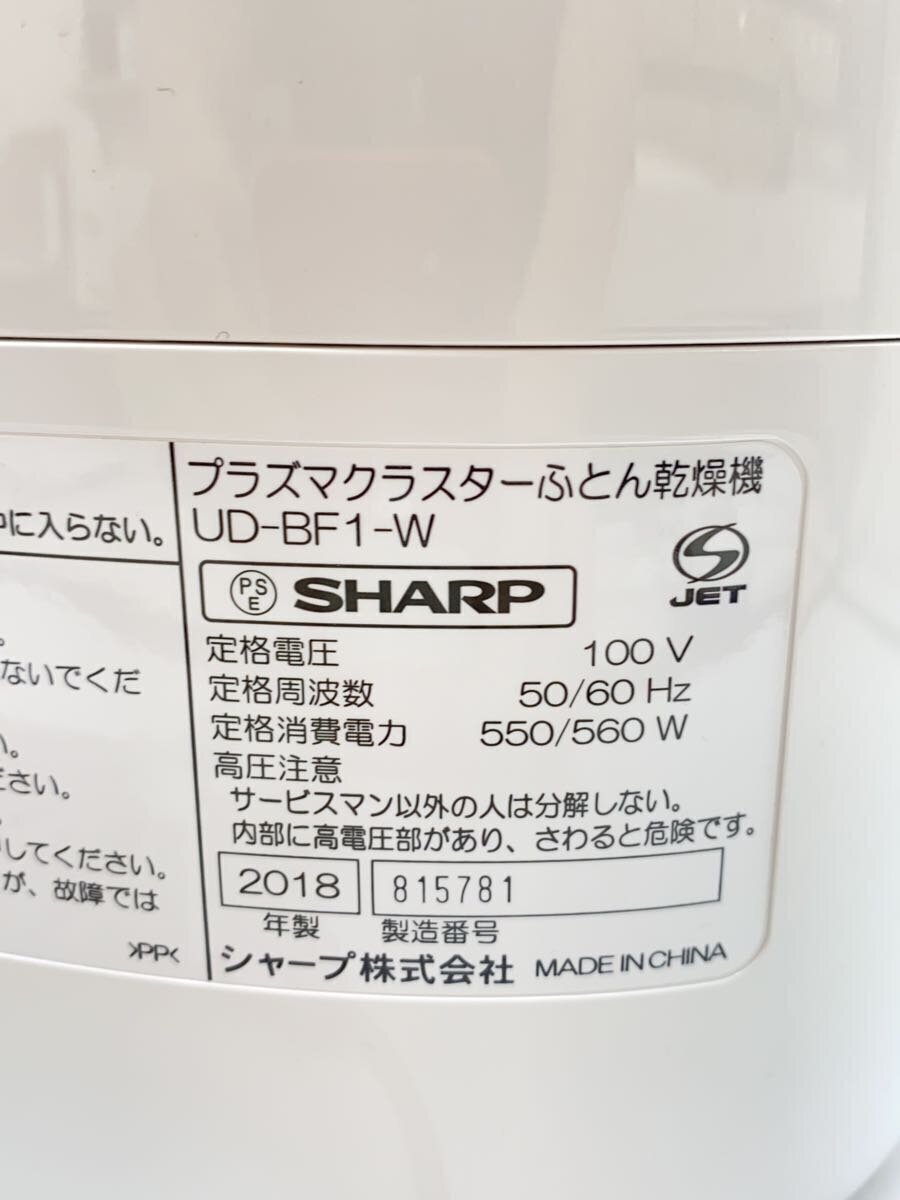 に入らない。
。
ないでくだ
い。
ださい。
。
してください。
が、故障では
>PP<
プラズマクラスターふとん乾燥機
UD-BF1-W
PS
E
SHARP
JET
定格電圧 100 V
定格周波数 50/60 Hz
定格消費電力 550/560 W
高圧注意
サービスマン以外の人は分解しない。
内部に高電圧部があり、さわると危険です。
2018 815781
年製 製造番号
シャープ株式会社 MADE IN CHINA